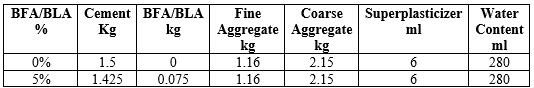 BFA/BLA % Cement Kg BFA/BLA kg Fine Aggregate kg Coarse Aggregate kg Superplasticizer ml Water Content ml
0% 1.5 0 1.16 2.15 6 280
5% 1.425 0.075 1.16 2.15 6 280